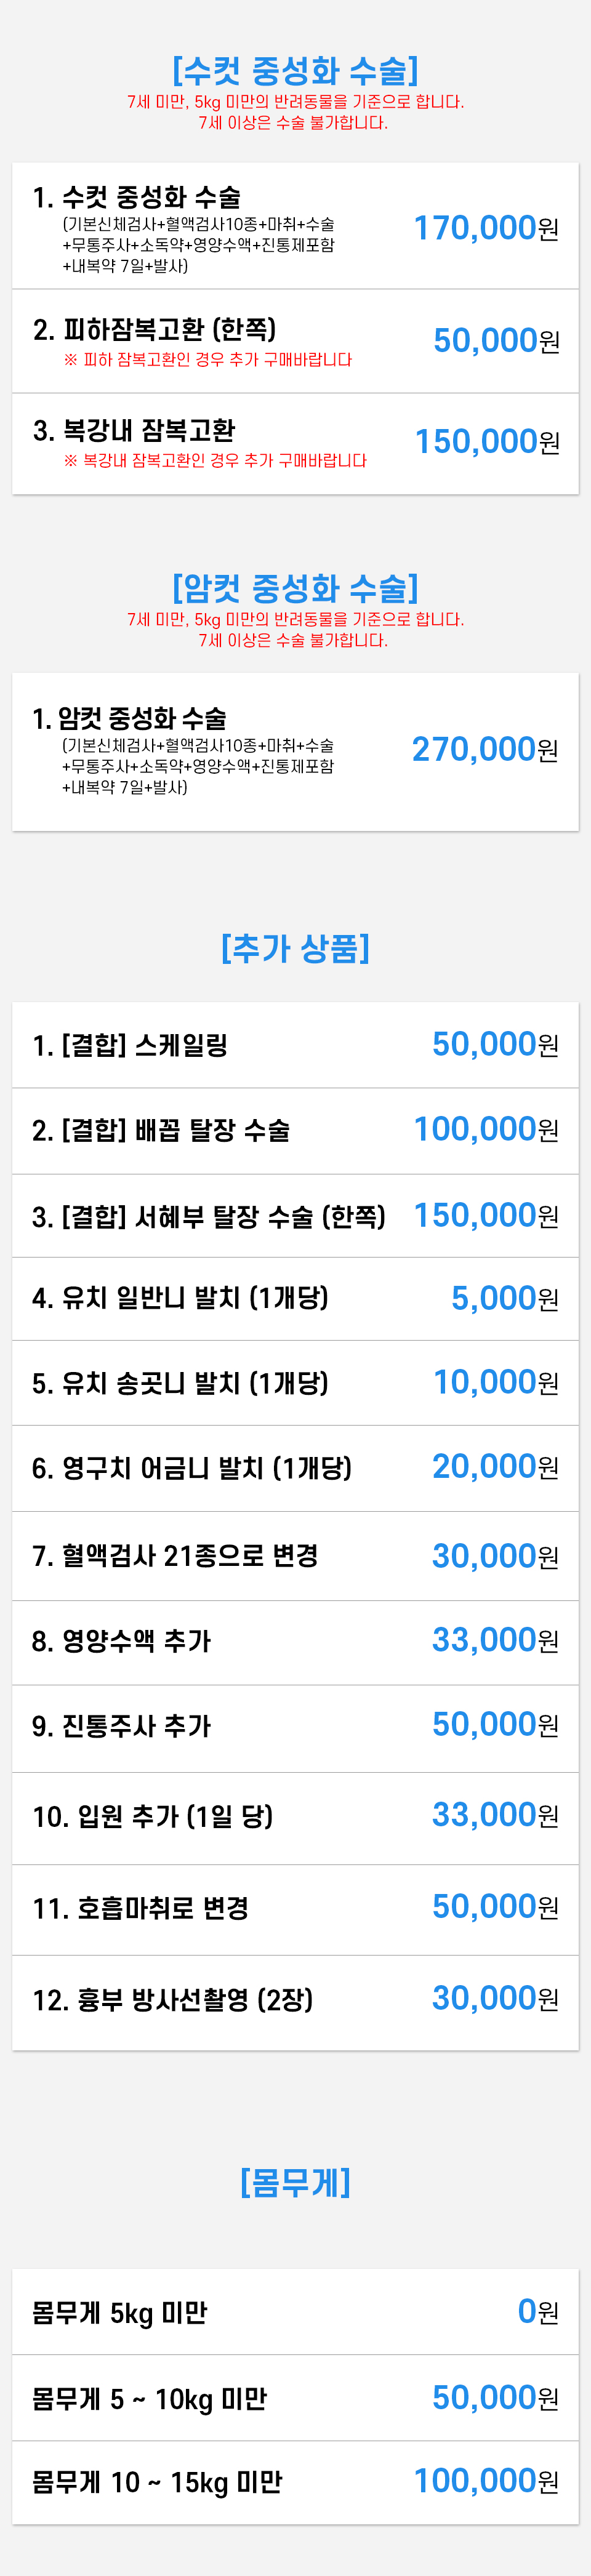 [수컷 중성화 수술]
7세 미만, 5kg 미만의 반려동물을 기준으로 합니다.
7세 이상은 수술 불가합니다.
1. 수컷 중성화 수술
(기본신체검사+혈액검사10종+마취+수술
+무통주사+소독약+영양수액+진통제포함
+내복약 7일+발사)
170,000원
2. 피하잠복고환 (한쪽)
※ 피하 잠복고환인 경우 추가 구매바랍니다
50,000원
3. 복강내 잠복고환
※ 복강내 잠복고환인 경우 추가 구매바랍니다
150,000원
[암컷 중성화 수술]
7세 미만, 5kg 미만의 반려동물을 기준으로 합니다.
7세 이상은 수술 불가합니다.
1. 암컷 중성화 수술
(기본신체검사+혈액검사10종+마취+수술
+무통주사+소독약+영양수액+진통제포함
+내복약 7일+발사)
270,000원
[추가 상품]
1. [결합] 스케일링 50,000원
2. [결합] 배꼽 탈장 수술 100,000원
3. [결합] 서혜부 탈장 수술 (한쪽) 150,000원
4. 유치 일반니 발치 (1개당) 5,000원
5. 유치 송곳니 발치 (1개당) 10,000원
6. 영구치 어금니 발치 (1개당) 20,000원
7. 혈액검사 21종으로 변경 30,000원
8. 영양수액 추가 33,000원
9. 진통주사 추가 50,000원
10. 입원 추가 (1일 당) 33,000원
11. 호흡마취로 변경 50,000원
12. 흉부 방사선촬영 (2장) 30,000원
[몸무게]
몸무게 5kg 미만 0원
몸무게 5 ~ 10kg 미만 50,000원
몸무게 10 ~ 15kg 미만 100,000원